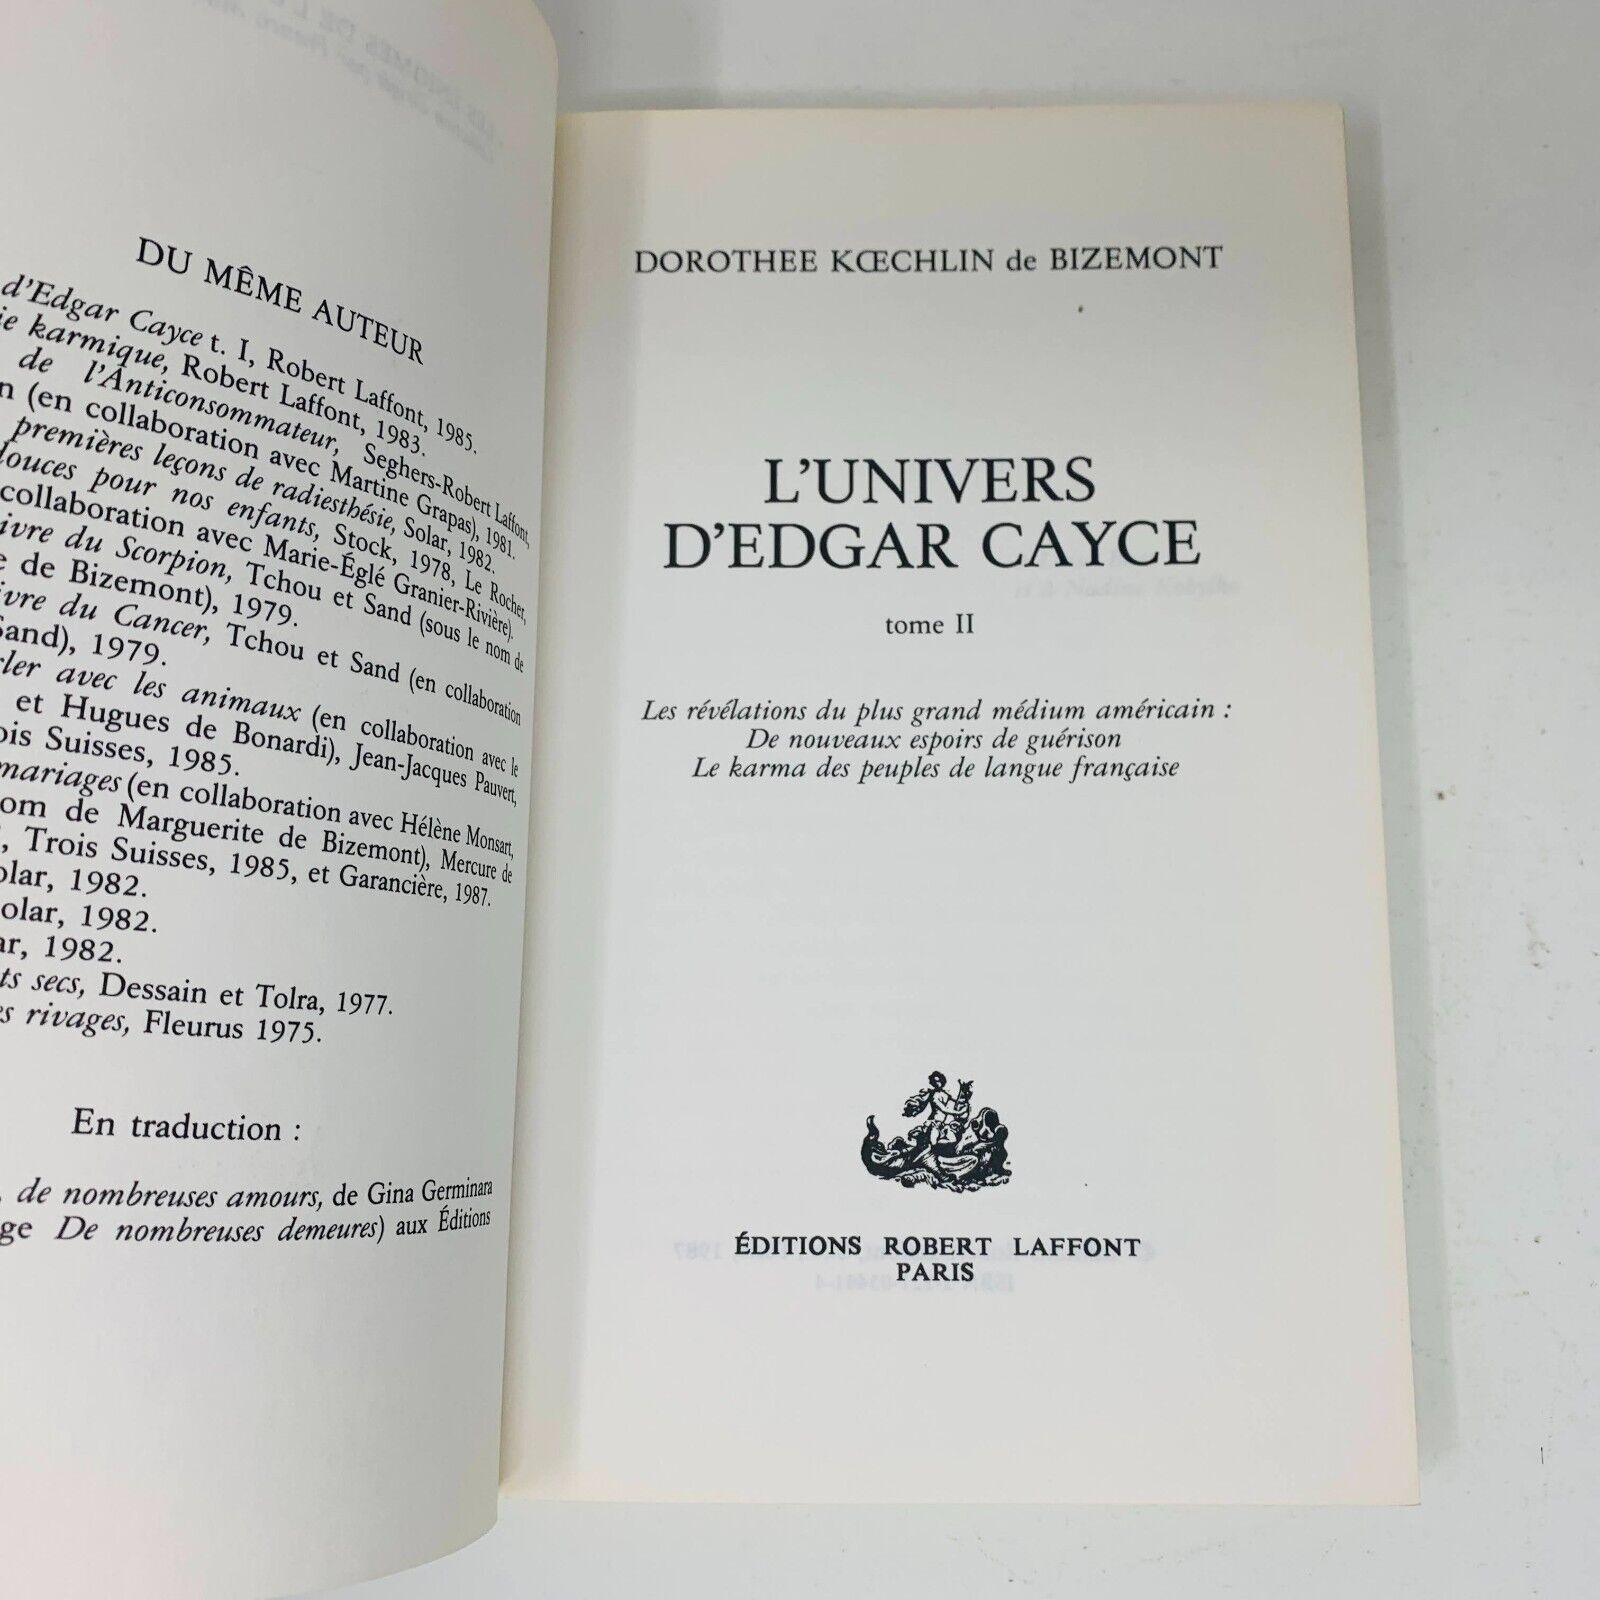 DU MÊME AUTEUR
d'Edgar Cayce t. I, Robert Laffont, 1985.
ie karmique, Robert Laffont, 1983.
de l'Anticonsommateur, Seghers-Robert Laffont,
n (en collaboration avec Martine Grapas), 1981.
premières leçons de radiesthésie, Solar, 1982.
douces pour nos enfants, Stock, 1978, Le Rocher,
collaboration avec Marie-Églé Granier-Rivière).
ivre du Scorpion, Tchou et Sand (sous le nom de
e de Bizemont), 1979.
ivre du Cancer, Tchou et Sand (en collaboration
Sand), 1979.
rler avec les animaux (en collaboration avec le
et Hugues de Bonardi), Jean-Jacques Pauvert,
ois Suisses, 1985.
mariages (en collaboration avec Hélène Monsart,
om de Marguerite de Bizemont), Mercure de
, Trois Suisses, 1985, et Garancière, 1987.
olar, 1982.
olar, 1982.
ar, 1982.
ts secs, Dessain et Tolra, 1977.
es rivages, Fleurus 1975.
En traduction :
, de nombreuses amours, de Gina Germinara
ge De nombreuses demeures) aux Éditions
DOROTHEE KŒCHLIN de BIZEMONT
L'UNIVERS
D'EDGAR CAYCE
tome II
Les révélations du plus grand médium américain :
De nouveaux espoirs de guérison
Le karma des peuples de langue française
ÉDITIONS ROBERT LAFFONT
PARIS